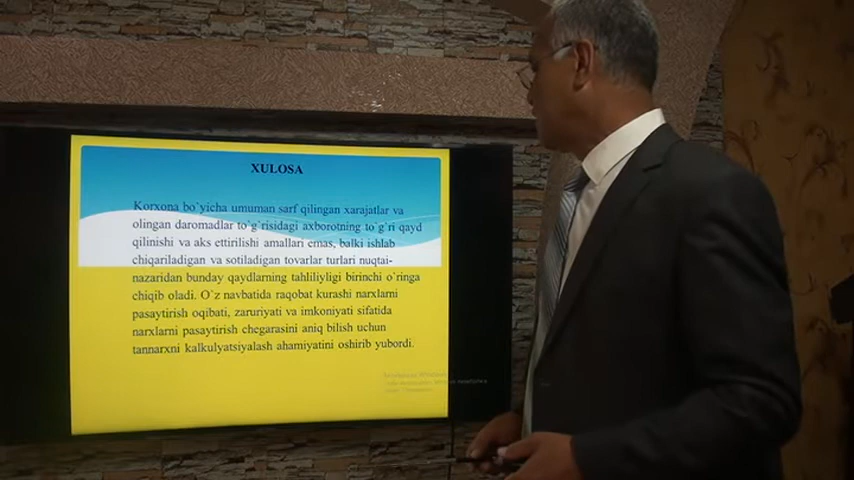 XULOSA
Korxona bo`yicha umuman sarf qilingan xarajatlar va
olingan daromadlar to`g`risidagi axborotning to`g`ri qayd
qilinishi va aks ettirilishi amallari emas, balki ishlab
chiqariladigan va sotiladigan tovarlar turlari nuqtai-
nazaridan bunday qaydlarning tahliliyligi birinchi o`ringa
chiqib oladi. O`z navbatida raqobat kurashi narxlarni
pasaytirish oqibati, zaruriyati va imkoniyati sifatida
narxlarni pasaytirish chegarasini aniq bilish uchun
tannarxni kalkulyatsiyalash ahamiyatini oshirib yubordi.